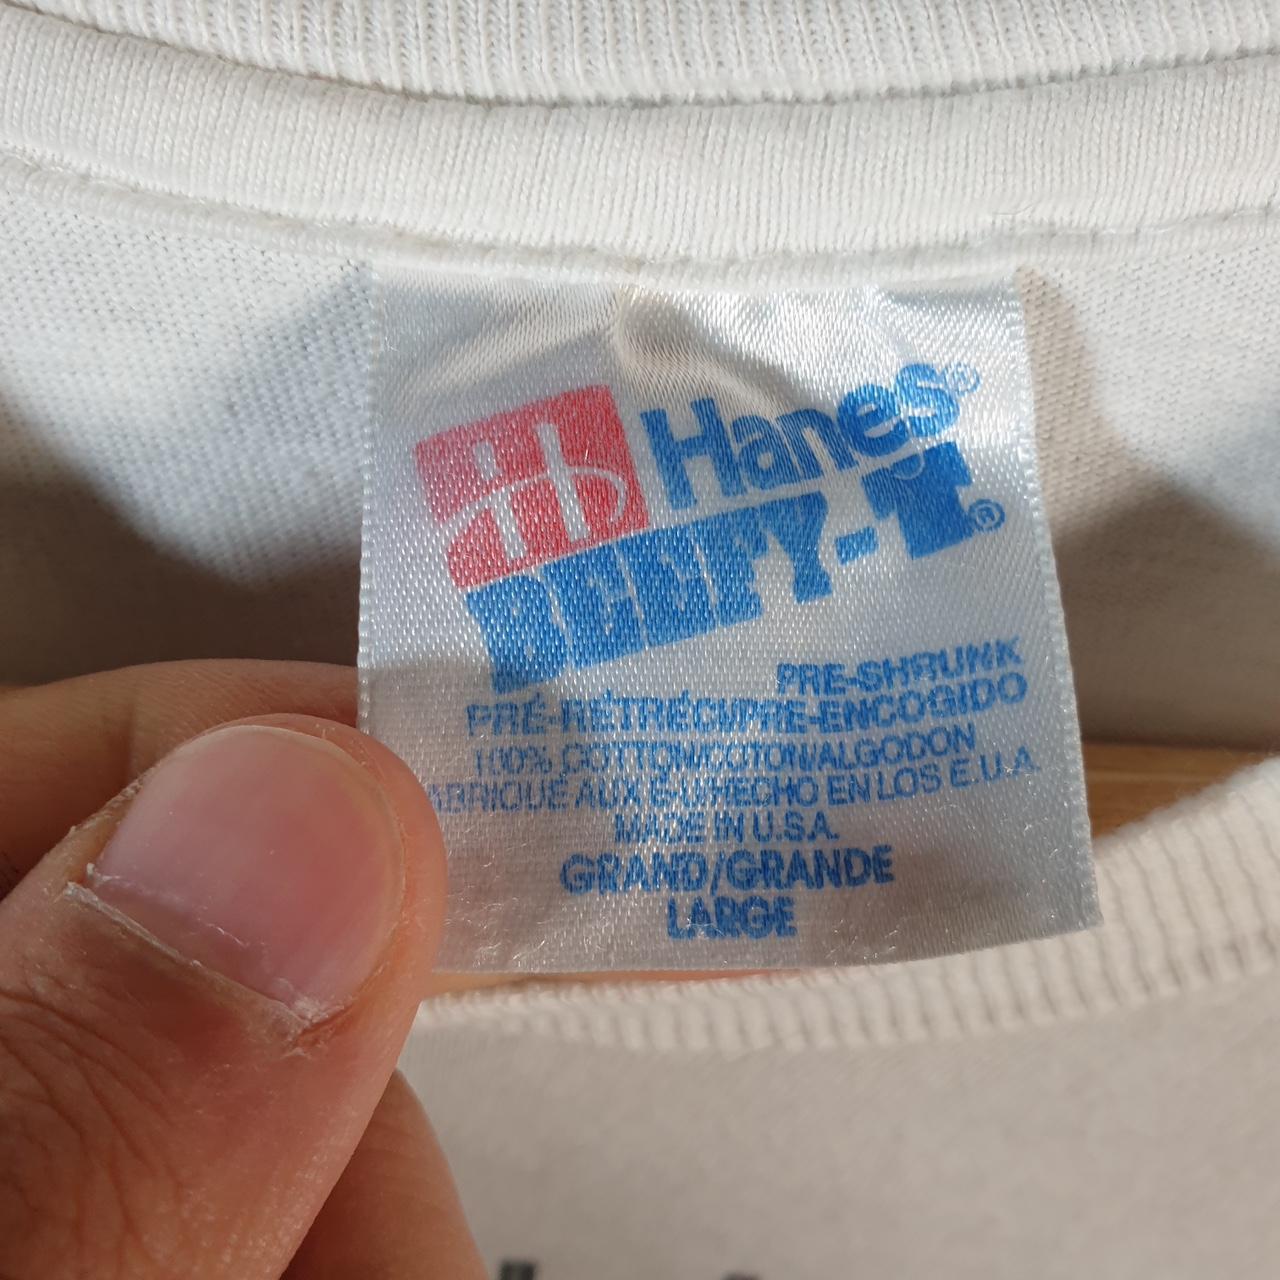 Hanes®
BEEFY-T®
PRE-SHRUNK
PRÉ-RÉTRÉCI/PRE-ENCOGIDO
100% COTTON/COTON/ALGODON
ABRIQUÉ AUX É-U/HECHO EN LOS E.U.A.
MADE IN U.S.A.
GRAND/GRANDE
LARGE